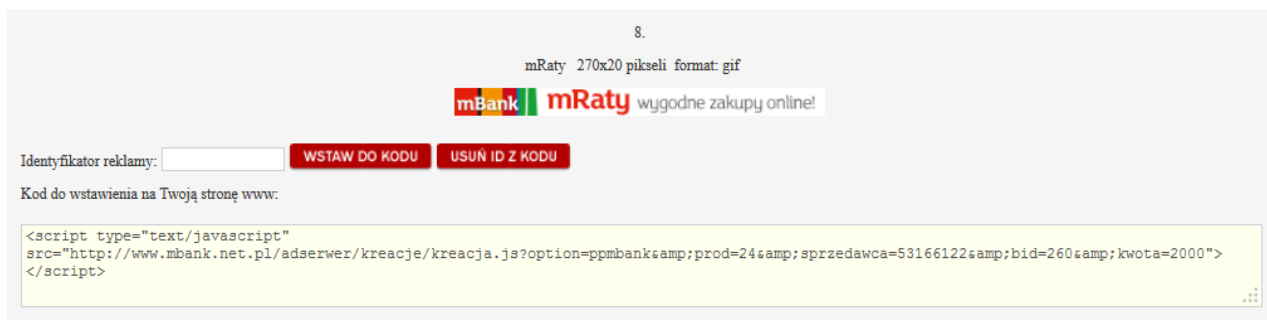 8.
mRaty 270x20 pikseli format: gif
mBank mRaty wygodne zakupy online!
Identyfikator reklamy: WSTAW DO KODU USUŃ ID Z KODU
Kod do wstawienia na Twoją stronę www:
<script type="text/javascript"
src="http://www.mbank.net.pl/adserwer/kreacje/kreacja.js?option=ppmbank&amp;prod=24&amp;sprzedawca=53166122&amp;bid=260&amp;kwota=2000">
</script>